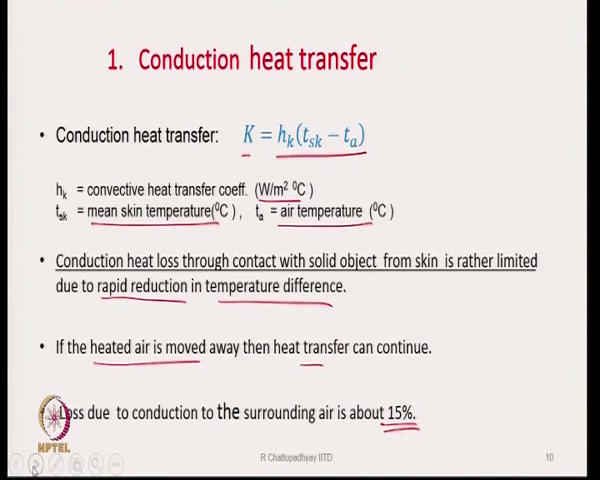 1. Conduction heat transfer
• Conduction heat transfer: K = hₖ(tₛₖ − tₐ)
hₖ = convective heat transfer coeff. (W/m² ⁰C )
tₛₖ = mean skin temperature(⁰C ) , tₐ = air temperature (⁰C )
• Conduction heat loss through contact with solid object from skin is rather limited
due to rapid reduction in temperature difference.
• If the heated air is moved away then heat transfer can continue.
Loss due to conduction to the surrounding air is about 15%.
NPTEL
R Chattopadhyay IITD
10